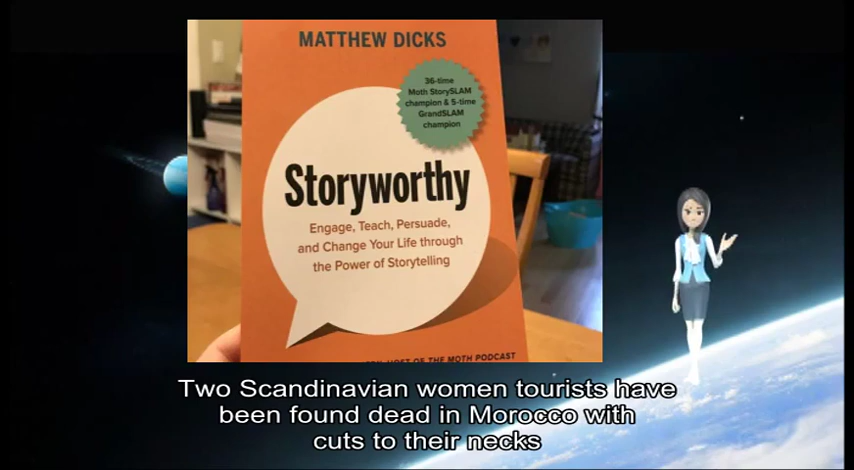 MATTHEW DICKS
36-time
Moth StorySLAM
champion & 5-time
GrandSLAM
champion
Storyworthy
Engage, Teach, Persuade,
and Change Your Life through
the Power of Storytelling
HOST OF THE MOTH PODCAST
Two Scandinavian women tourists have
been found dead in Morocco with
cuts to their necks